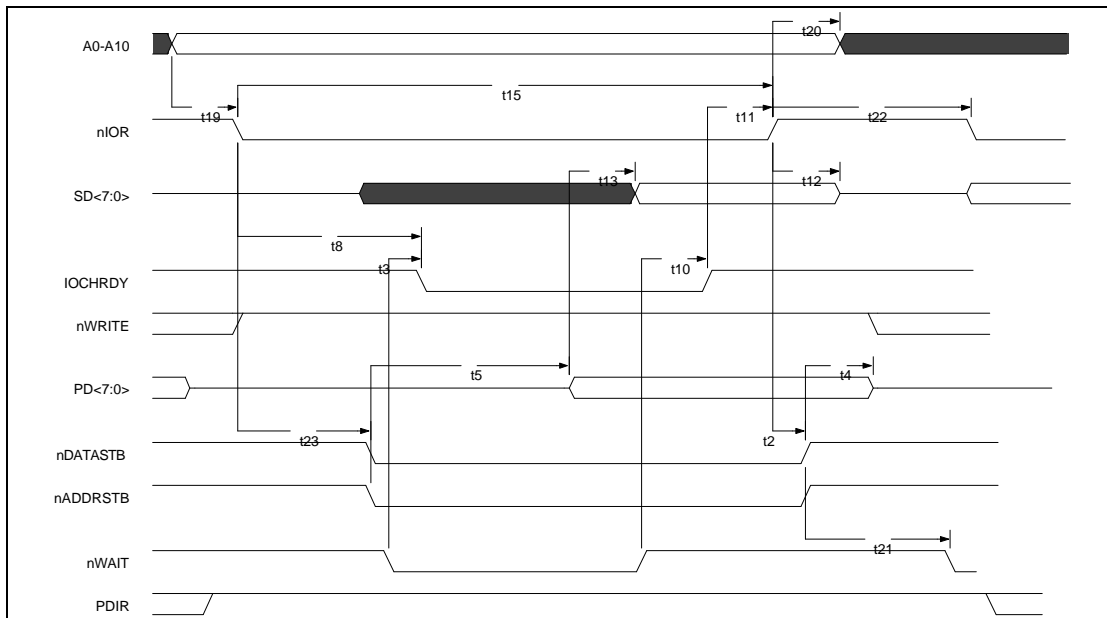 t20
A0-A10
t15
t19
t11
t22
nIOR
t13
t12
SD<7:0>
t8
t3
t10
IOCHRDY
nWRITE
t5
t4
PD<7:0>
t23
t2
nDATASTB
nADDRSTB
t21
nWAIT
PDIR